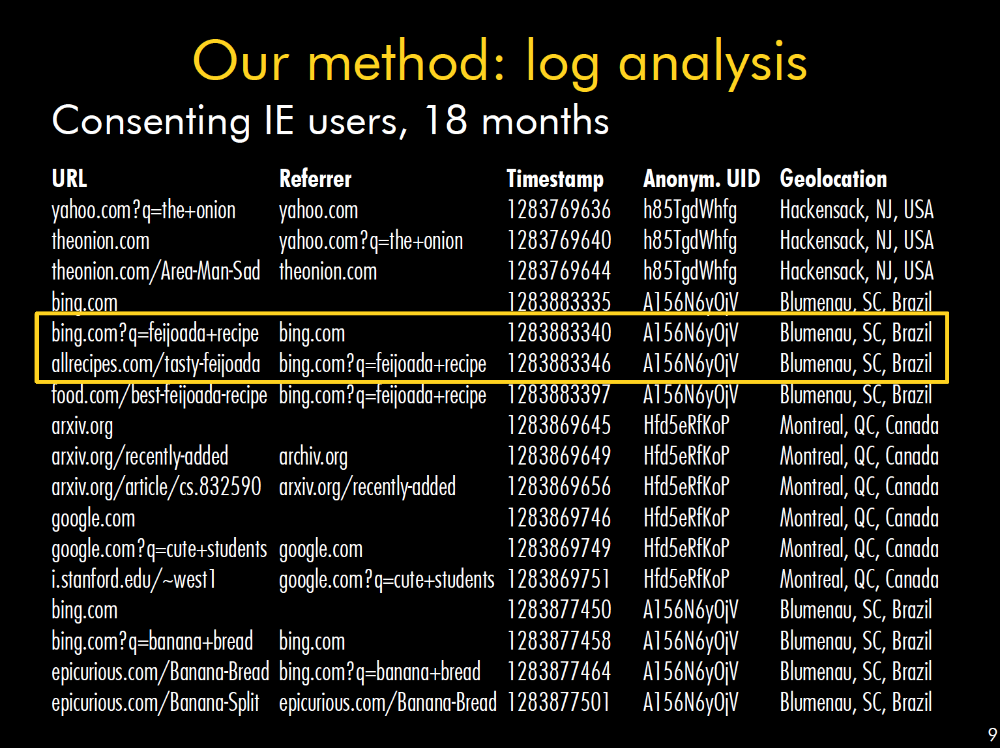 Our method: log analysis
Consenting IE users, 18 months
URL Referrer Timestamp Anonym. UID Geolocation
yahoo.com?q=the+onion yahoo.com 1283769636 h85TgdWhfg Hackensack, NJ, USA
theonion.com yahoo.com?q=the+onion 1283769640 h85TgdWhfg Hackensack, NJ, USA
theonion.com/Area-Man-Sad theonion.com 1283769644 h85TgdWhfg Hackensack, NJ, USA
bing.com 1283883335 A156N6yOjV Blumenau, SC, Brazil
bing.com?q=feijoada+recipe bing.com 1283883340 A156N6yOjV Blumenau, SC, Brazil
allrecipes.com/tasty-feijoada bing.com?q=feijoada+recipe 1283883346 A156N6yOjV Blumenau, SC, Brazil
food.com/best-feijoada-recipe bing.com?q=feijoada+recipe 1283883397 A156N6yOjV Blumenau, SC, Brazil
arxiv.org 1283869645 Hfd5eRfKoP Montreal, QC, Canada
arxiv.org/recently-added archiv.org 1283869649 Hfd5eRfKoP Montreal, QC, Canada
arxiv.org/article/cs.832590 arxiv.org/recently-added 1283869656 Hfd5eRfKoP Montreal, QC, Canada
google.com 1283869746 Hfd5eRfKoP Montreal, QC, Canada
google.com?q=cute+students google.com 1283869749 Hfd5eRfKoP Montreal, QC, Canada
i.stanford.edu/~west1 google.com?q=cute+students 1283869751 Hfd5eRfKoP Montreal, QC, Canada
bing.com 1283877450 A156N6yOjV Blumenau, SC, Brazil
bing.com?q=banana+bread bing.com 1283877458 A156N6yOjV Blumenau, SC, Brazil
epicurious.com/Banana-Bread bing.com?q=banana+bread 1283877464 A156N6yOjV Blumenau, SC, Brazil
epicurious.com/Banana-Split epicurious.com/Banana-Bread 1283877501 A156N6yOjV Blumenau, SC, Brazil
9